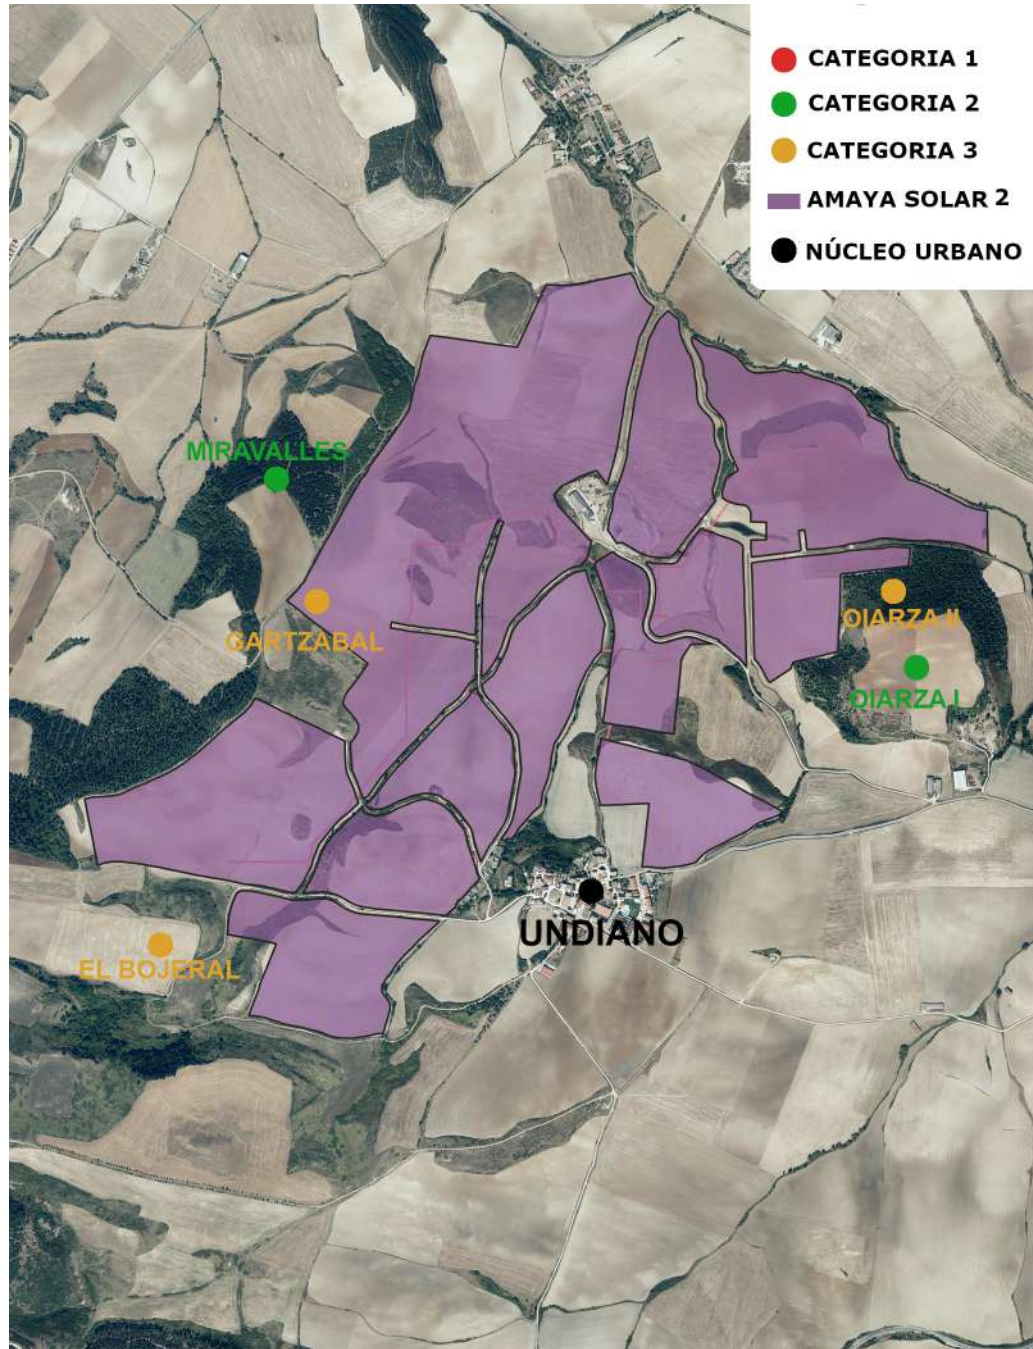 CATEGORIA 1
CATEGORIA 2
CATEGORIA 3
AMAYA SOLAR 2
NÚCLEO URBANO
MIRAVALLES
OIARZA II
GARTZABAL
OIARZA I
UNDIANO
EL BOJERAL